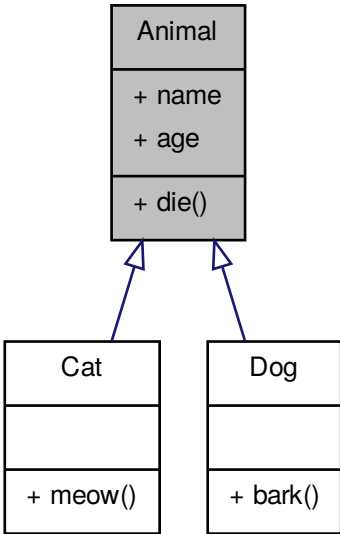 Animal
+ name
+ age
+ die()
Cat
+ meow()
Dog
+ bark()